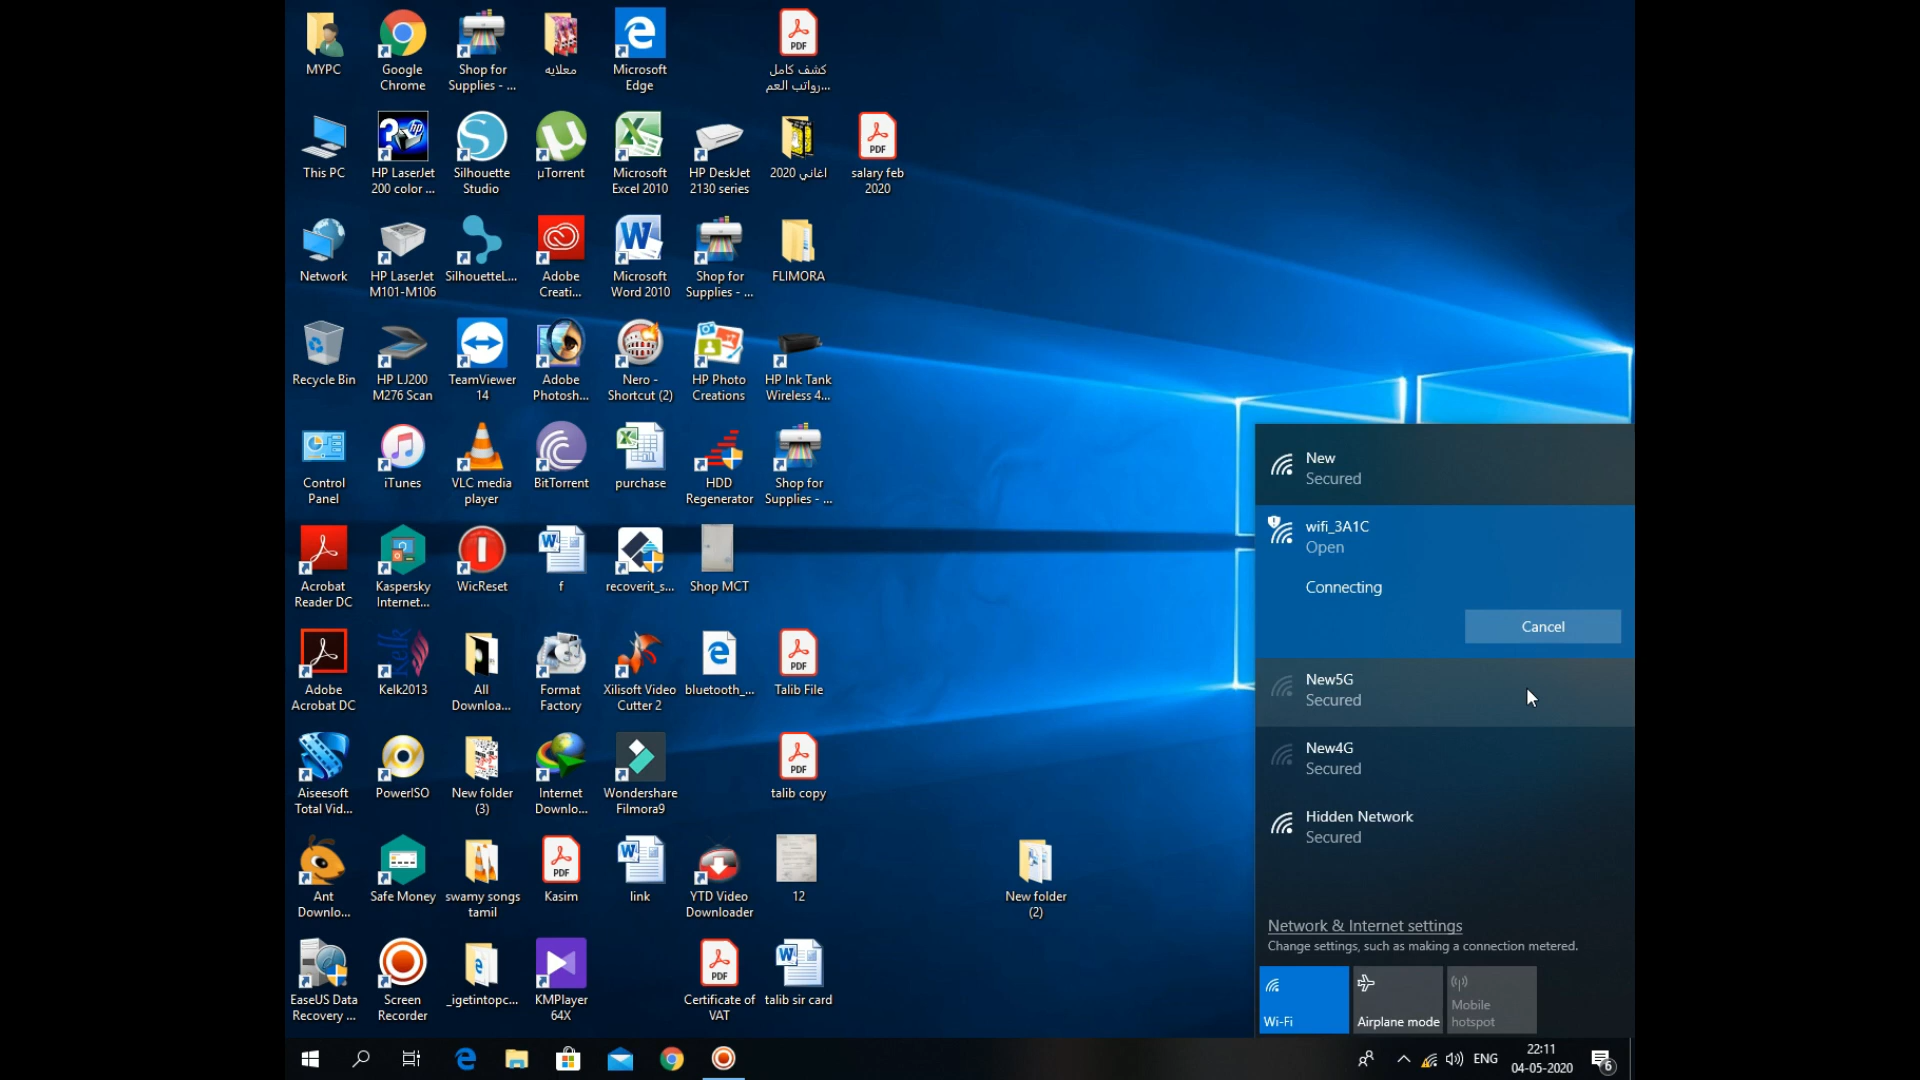 MYPC
Google
Chrome
Shop for
Supplies - ...
معلايه
Microsoft
Edge
كشف كامل
رواتب العم...
This PC
HP LaserJet
200 color ...
Silhouette
Studio
µTorrent
Microsoft
Excel 2010
HP DeskJet
2130 series
اغاني 2020
salary feb
2020
Network
HP LaserJet
M101-M106
SilhouetteL...
Adobe
Creati...
Microsoft
Word 2010
Shop for
Supplies - ...
FLIMORA
Recycle Bin
HP LJ200
M276 Scan
TeamViewer
14
Adobe
Photosh...
Nero -
Shortcut (2)
HP Photo
Creations
HP Ink Tank
Wireless 4...
Control
Panel
iTunes
VLC media
player
BitTorrent
purchase
HDD
Regenerator
Shop for
Supplies - ...
Acrobat
Reader DC
Kaspersky
Internet...
WicReset
f
recoverit_s...
Shop MCT
Adobe
Acrobat DC
Kelk2013
All
Downloa...
Format
Factory
Xilisoft Video
Cutter 2
bluetooth_...
Talib File
Aiseesoft
Total Vid...
PowerISO
New folder
(3)
Internet
Downlo...
Wondershare
Filmora9
talib copy
Ant
Downlo...
Safe Money
swamy songs
tamil
Kasim
link
YTD Video
Downloader
12
New folder
(2)
EaseUS Data
Recovery ...
Screen
Recorder
_igetintopc...
KMPlayer
64X
Certificate of
VAT
talib sir card
New
Secured
wifi_3A1C
Open
Connecting
Cancel
New5G
Secured
New4G
Secured
Hidden Network
Secured
Network & Internet settings
Change settings, such as making a connection metered.
Wi-Fi
Airplane mode
Mobile
hotspot
ENG
22:11
04-05-2020
6